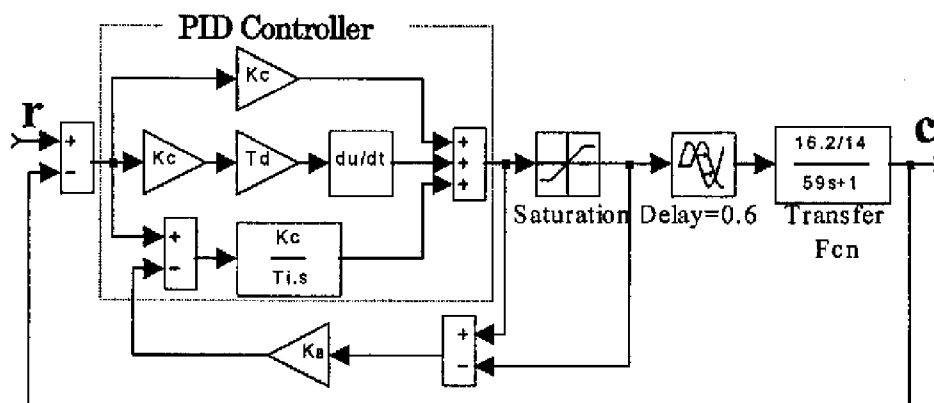 PID Controller
Kc
r
c
+
-
Kc
Td
du/dt
+
+
+
16.2/14
59s+1
Saturation
Delay=0.6
Transfer
Fcn
+
-
Kc
Ti.s
Ka
+
-